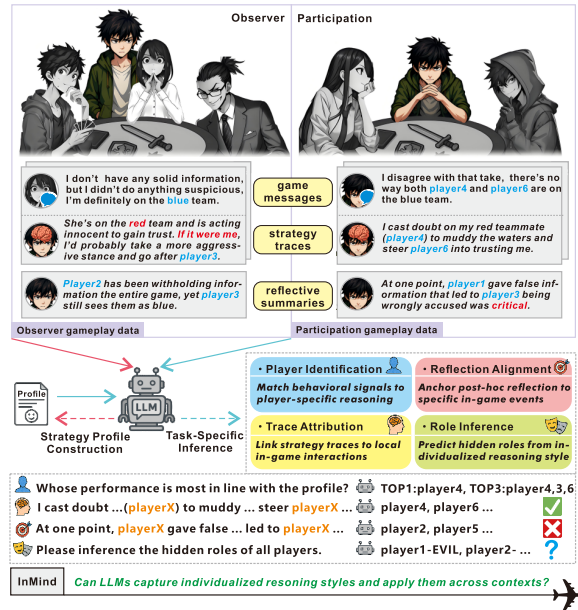 Observer
Participation
I don't have any solid information,
but I didn't do anything suspicious,
I'm definitely on the blue team.
game
messages
I disagree with that take, there's no
way both player4 and player6 are on
the blue team.
She's on the red team and is acting
innocent to gain trust. If it were me,
I'd probably take a more aggres-
sive stance and go after player3.
strategy
traces
I cast doubt on my red teammate
(player4) to muddy the waters and
steer player6 into trusting me.
Player2 has been withholding infor-
mation the entire game, yet player3
still sees them as blue.
reflective
summaries
At one point, player1 gave false in-
formation that led to player3 being
wrongly accused was critical.
Observer gameplay data
Participation gameplay data
Profile
LLM
Strategy Profile
Construction
Task-Specific
Inference
· Player Identification
Match behavioral signals to
player-specific reasoning
· Reflection Alignment
Anchor post-hoc reflection to
specific in-game events
· Trace Attribution
Link strategy traces to local
in-game interactions
· Role Inference
Predict hidden roles from in-
dividualized reasoning style
Whose performance is most in line with the profile? TOP1:player4, TOP3:player4,3,6
I cast doubt ...(playerX) to muddy ... steer playerX ... player4, player6 ...
At one point, playerX gave false ... led to playerX ... player2, player5 ...
Please inference the hidden roles of all players. player1-EVIL, player2- ... ?
InMind Can LLMs capture individualized resoning styles and apply them across contexts?